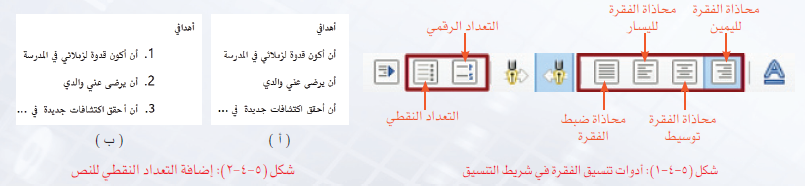 محاذاة الفقرة
لليمين
محاذاة الفقرة
لليسار
التعداد الرقمي
التعداد النقطي
محاذاة ضبط
الفقرة
محاذاة الفقرة
توسيط
شكل (٥-٤-١): أدوات تنسيق الفقرة في شريط التنسيق
أهدافي
أن أكون قدوة لزملائي في المدرسة
أن يرضى عني والدي
أن أحقق اكتشافات جديدة في ...
( أ )
أهدافي
1. أن أكون قدوة لزملائي في المدرسة
2. أن يرضى عني والدي
3. أن أحقق اكتشافات جديدة في ...
( ب )
شكل (٥-٤-٢): إضافة التعداد النقطي للنص